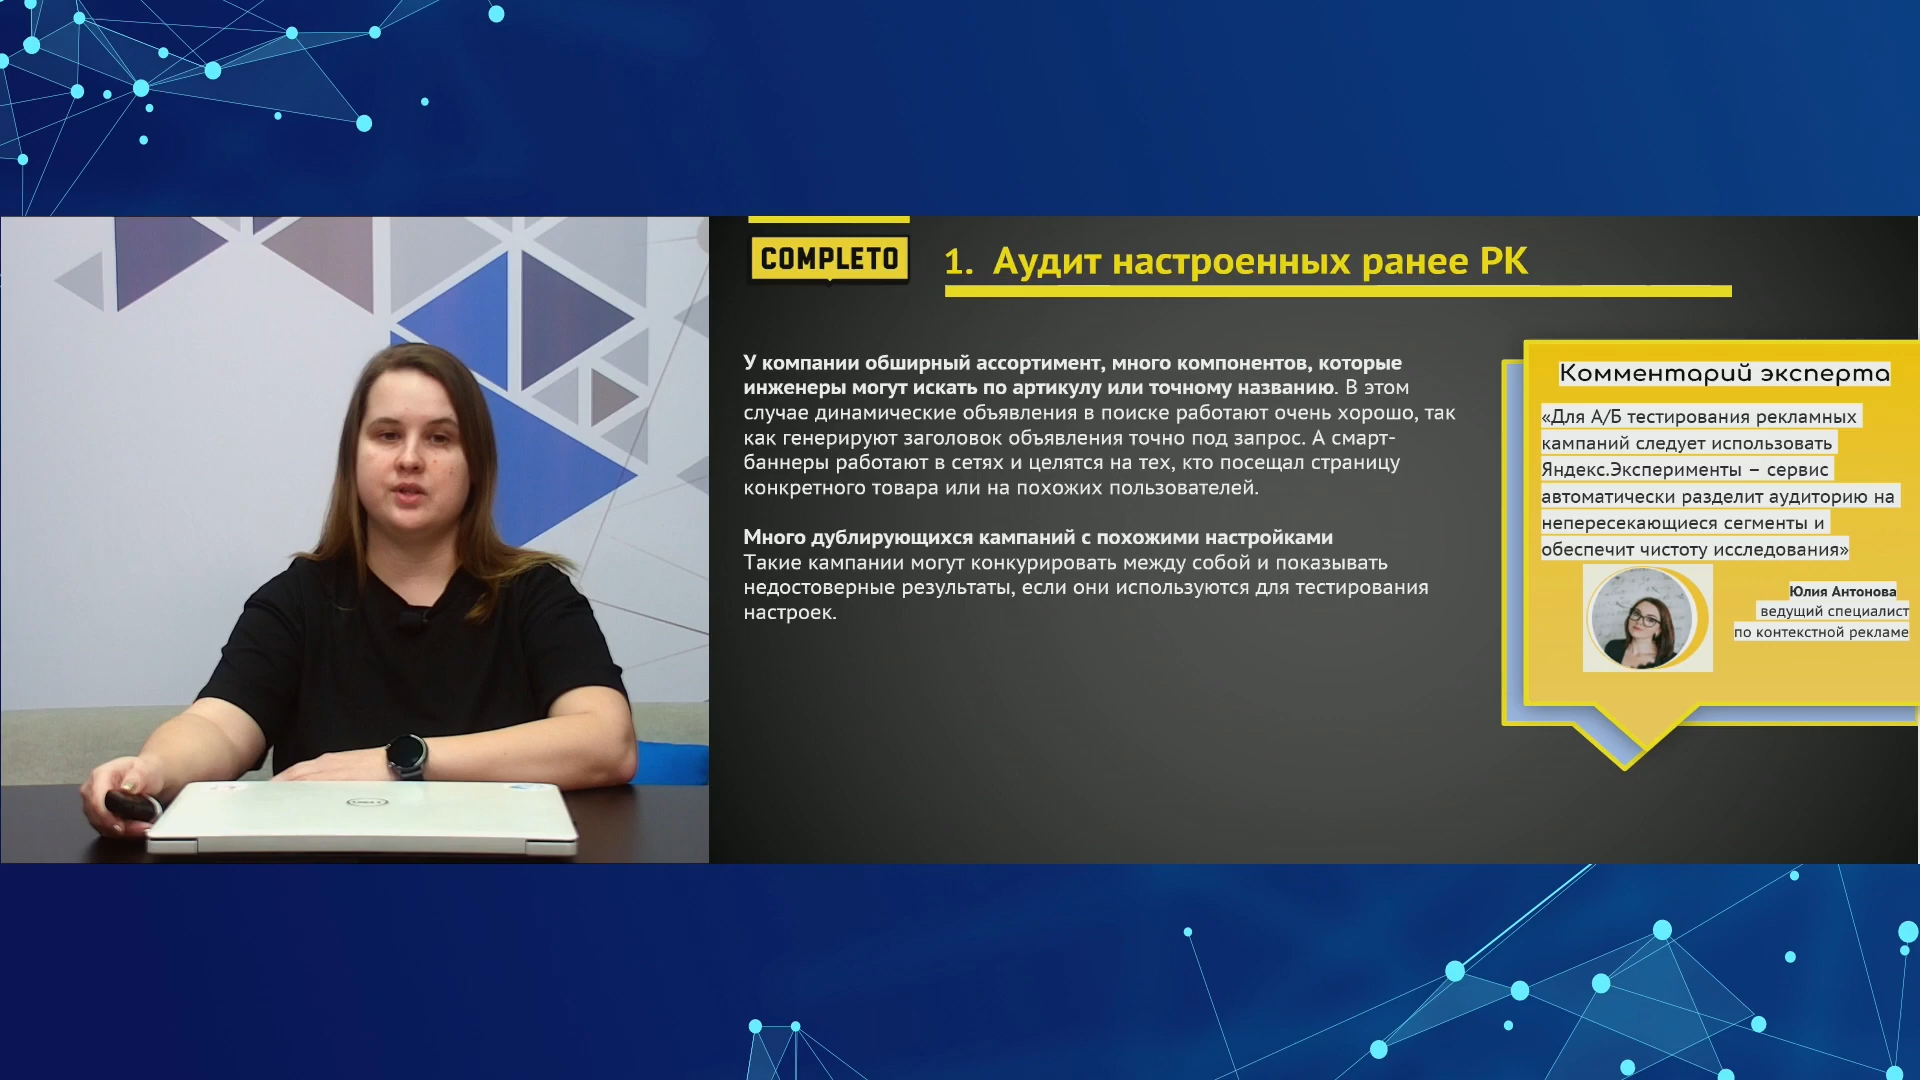 COMPLETO
1. Аудит настроенных ранее РК
У компании обширный ассортимент, много компонентов, которые
инженеры могут искать по артикулу или точному названию. В этом
случае динамические объявления в поиске работают очень хорошо, так
как генерируют заголовок объявления точно под запрос. А смарт-
баннеры работают в сетях и целятся на тех, кто посещал страницу
конкретного товара или на похожих пользователей.
Много дублирующихся кампаний с похожими настройками
Такие кампании могут конкурировать между собой и показывать
недостоверные результаты, если они используются для тестирования
настроек.
Комментарий эксперта
«Для А/Б тестирования рекламных
кампаний следует использовать
Яндекс.Эксперименты – сервис
автоматически разделит аудиторию на
непересекающиеся сегменты и
обеспечит чистоту исследования»
Юлия Антонова
ведущий специалист
по контекстной рекламе
DELL